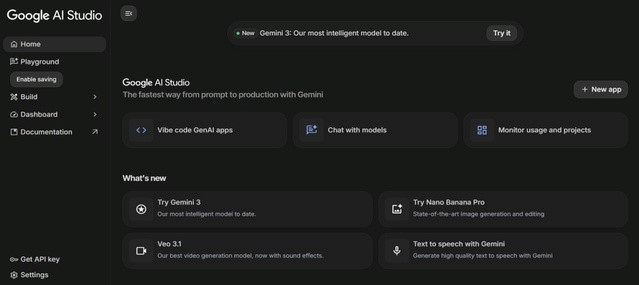 Google AI Studio
New Gemini 3: Our most intelligent model to date. Try it
Home
Playground
Enable saving
Build
Dashboard
Documentation
Google AI Studio
The fastest way from prompt to production with Gemini
New app
Vibe code GenAI apps
Chat with models
Monitor usage and projects
What's new
Try Gemini 3
Our most intelligent model to date.
Try Nano Banana Pro
State-of-the-art image generation and editing
Veo 3.1
Our best video generation model, now with sound effects.
Text to speech with Gemini
Generate high quality text to speech with Gemini
Get API key
Settings